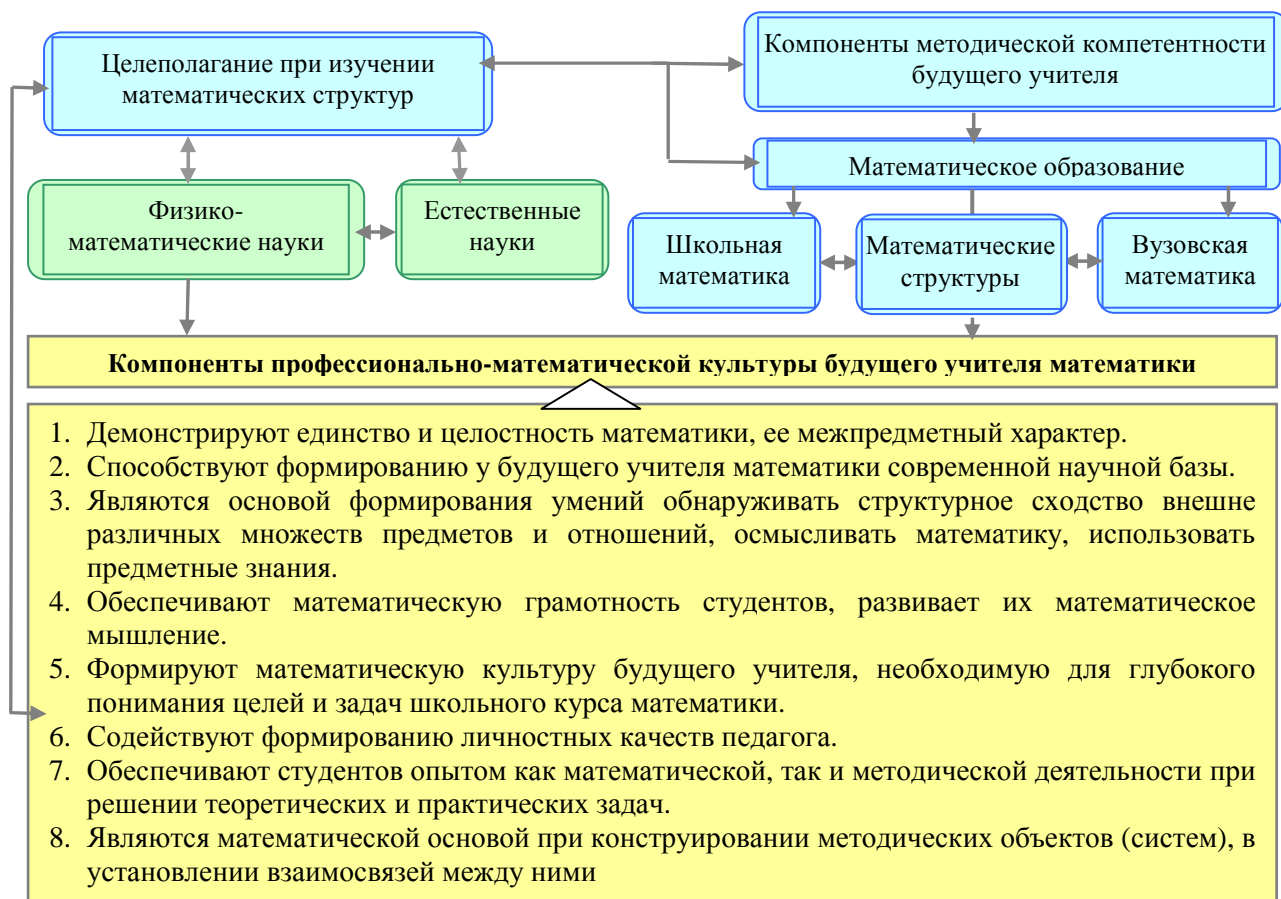 Целеполагание при изучении
математических структур
Компоненты методической компетентности
будущего учителя
Математическое образование
Физико-
математические науки
Естественные
науки
Школьная
математика
Математические
структуры
Вузовская
математика
Компоненты профессионально-математической культуры будущего учителя математики
1. Демонстрируют единство и целостность математики, ее межпредметный характер.
2. Способствуют формированию у будущего учителя математики современной научной базы.
3. Являются основой формирования умений обнаруживать структурное сходство внешне
различных множеств предметов и отношений, осмысливать математику, использовать
предметные знания.
4. Обеспечивают математическую грамотность студентов, развивает их математическое
мышление.
5. Формируют математическую культуру будущего учителя, необходимую для глубокого
понимания целей и задач школьного курса математики.
6. Содействуют формированию личностных качеств педагога.
7. Обеспечивают студентов опытом как математической, так и методической деятельности при
решении теоретических и практических задач.
8. Являются математической основой при конструировании методических объектов (систем), в
установлении взаимосвязей между ними